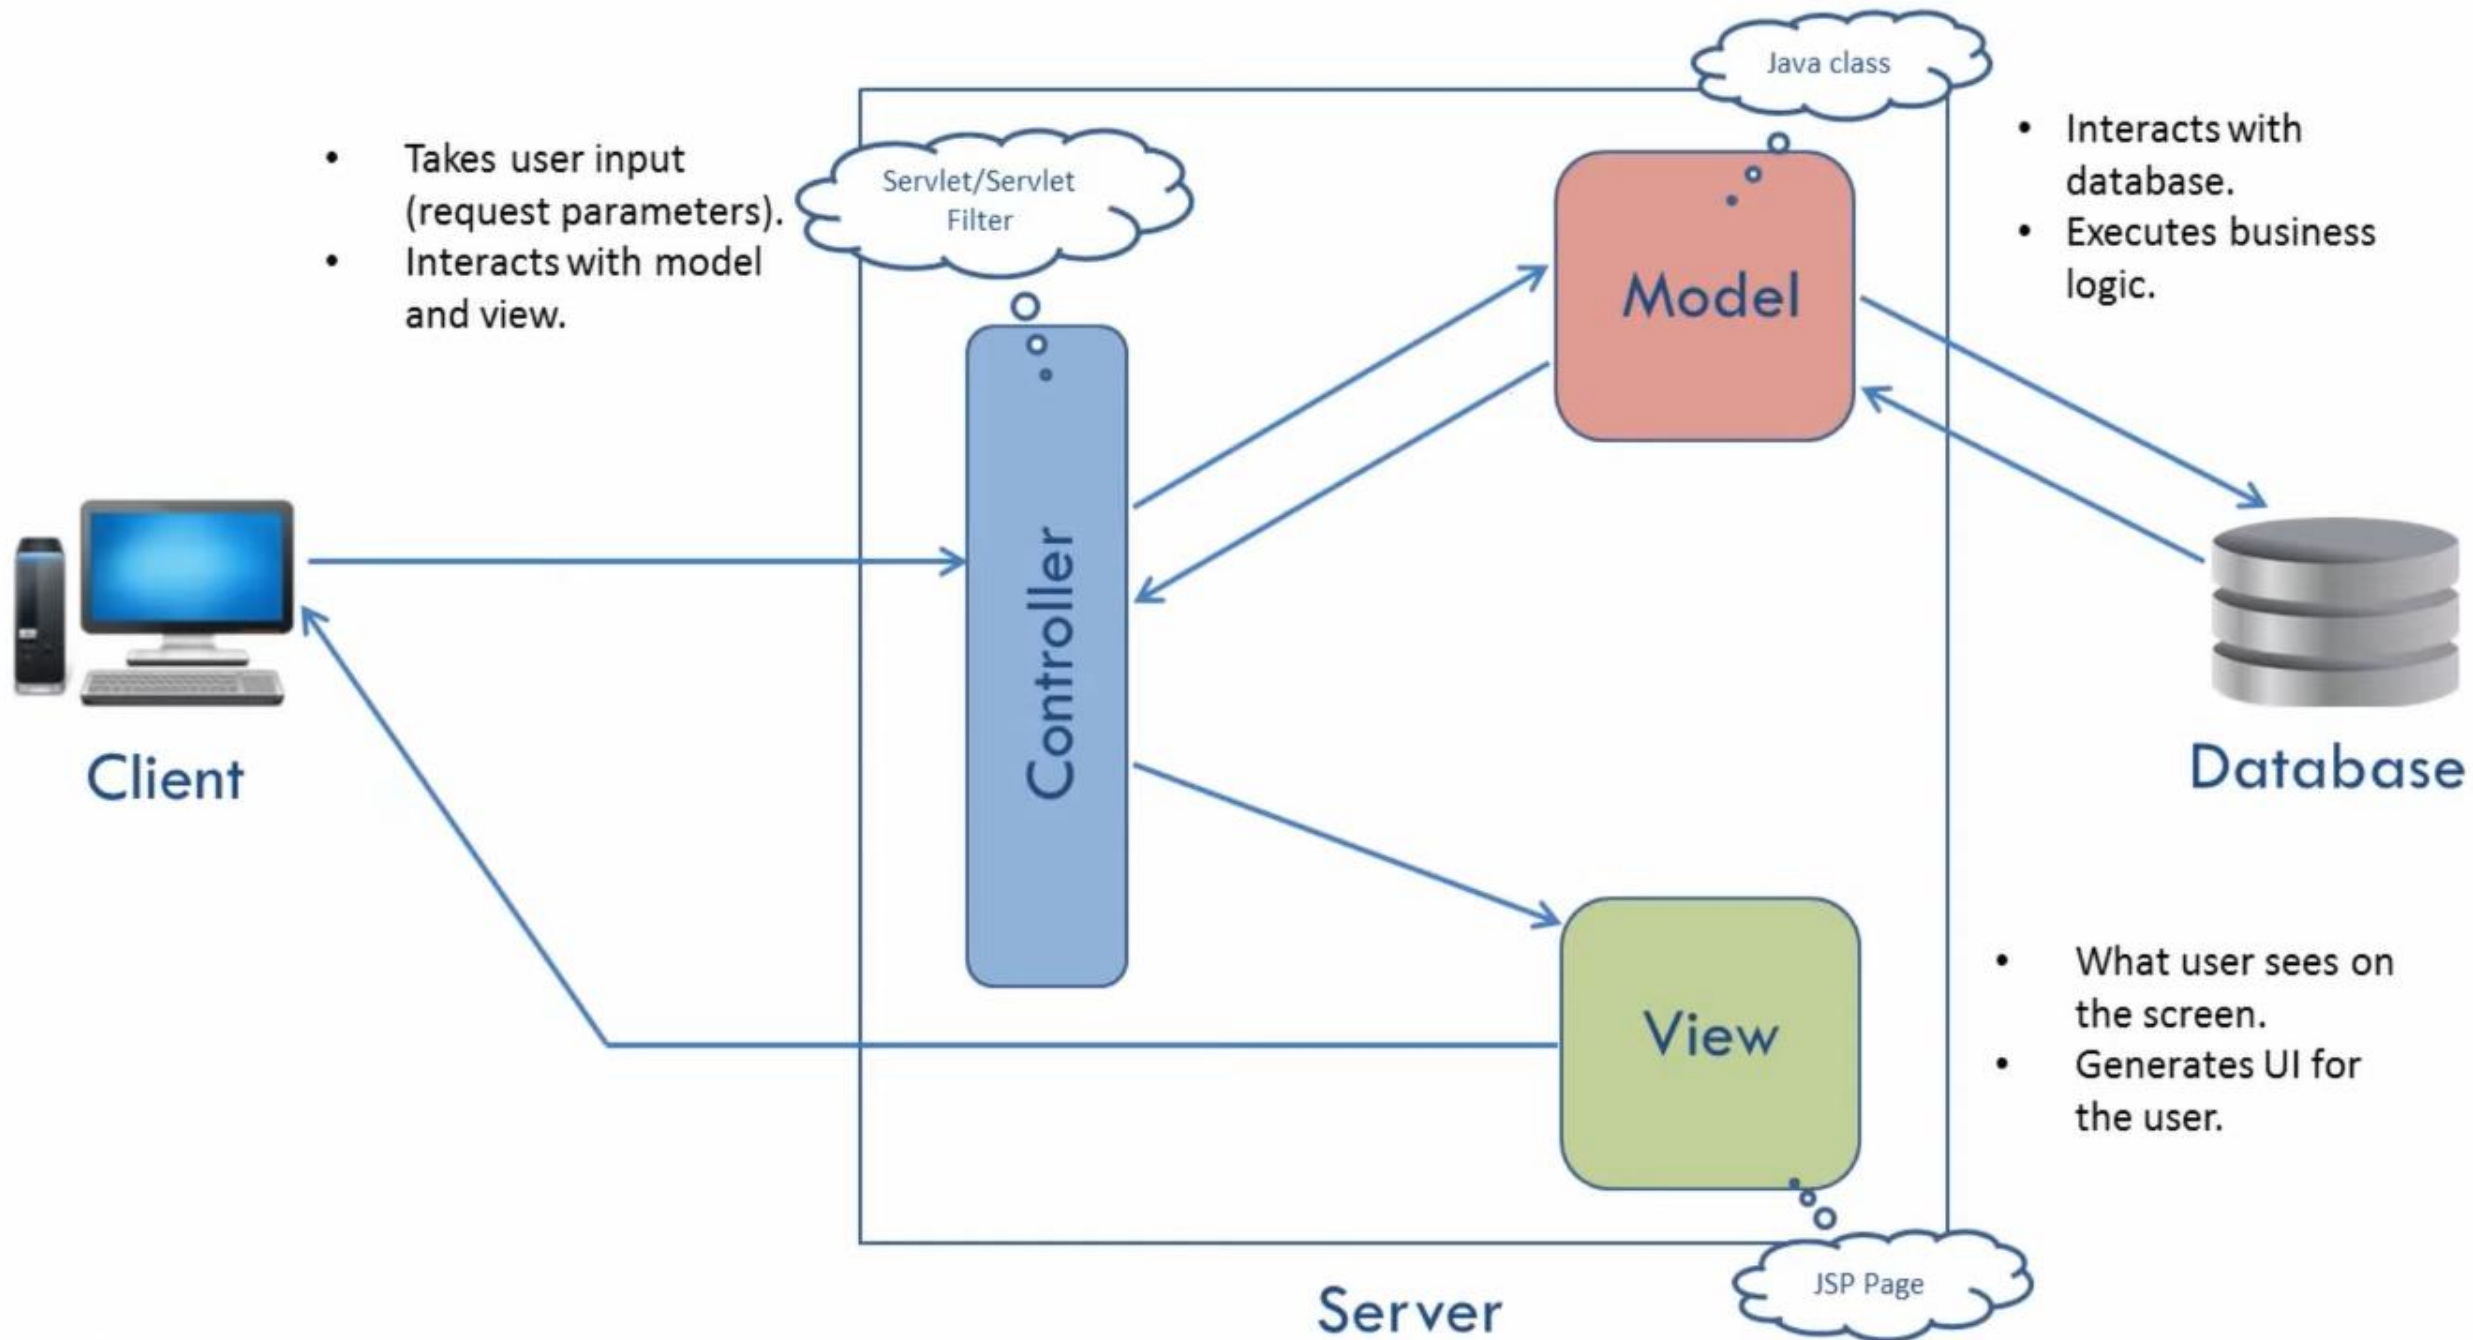 Java class
• Takes user input
(request parameters).
• Interacts with model
and view.
Servlet/Servlet
Filter
• Interacts with
database.
• Executes business
logic.
Model
Controller
Client
Database
View
• What user sees on
the screen.
• Generates UI for
the user.
JSP Page
Server